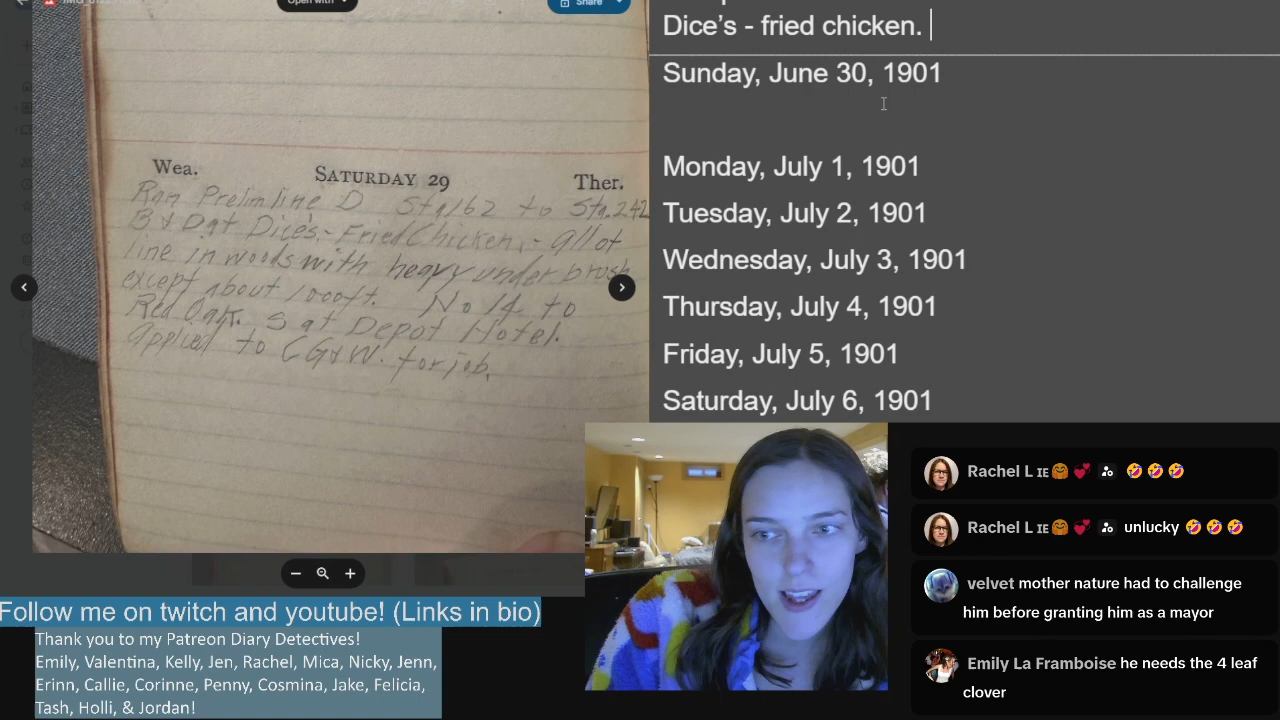 Open with
Share
Dice's - fried chicken.
Sunday, June 30, 1901
Monday, July 1, 1901
Tuesday, July 2, 1901
Wednesday, July 3, 1901
Thursday, July 4, 1901
Friday, July 5, 1901
Saturday, July 6, 1901
Wea. SATURDAY 29 Ther.
Ran Prelim line D Sta 162 to Sta. 242
B & D at Dice's. - Fried Chicken. - all of
line in woods with heavy under brush
except about 1000 ft. No 14 to
Red Oak. S at Depot Hotel.
applied to C G & W. for job.
Rachel L IE
Rachel L IE unlucky
velvet mother nature had to challenge
him before granting him as a mayor
Emily La Framboise he needs the 4 leaf
clover
Follow me on twitch and youtube! (Links in bio)
Thank you to my Patreon Diary Detectives!
Emily, Valentina, Kelly, Jen, Rachel, Mica, Nicky, Jenn,
Erinn, Callie, Corinne, Penny, Cosmina, Jake, Felicia,
Tash, Holli, & Jordan!